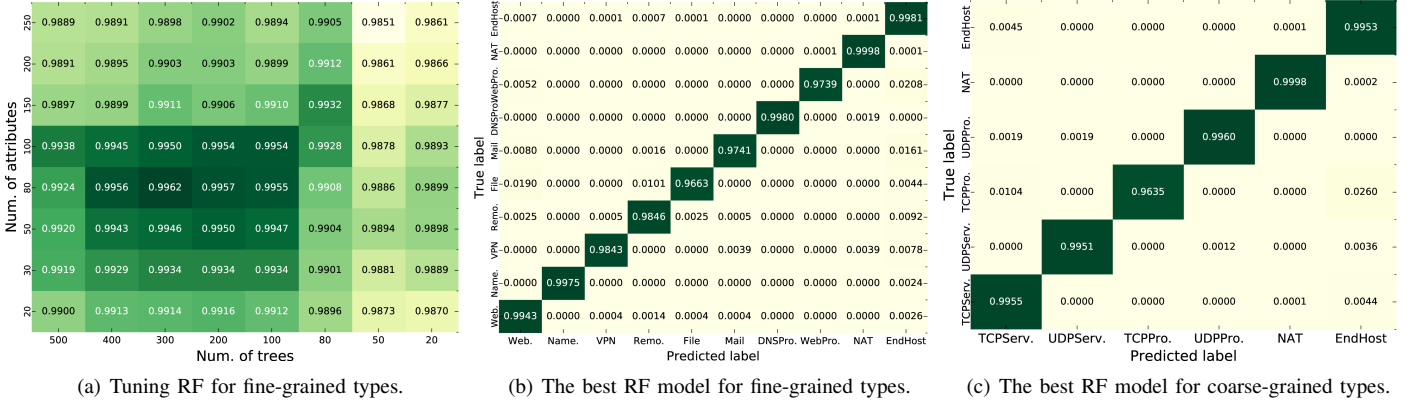 Num. of attributes
250 0.9889 0.9891 0.9898 0.9902 0.9894 0.9905 0.9851 0.9861
200 0.9891 0.9895 0.9903 0.9903 0.9899 0.9912 0.9861 0.9866
150 0.9897 0.9899 0.9911 0.9906 0.9910 0.9932 0.9868 0.9877
100 0.9938 0.9945 0.9950 0.9954 0.9954 0.9928 0.9878 0.9893
80 0.9924 0.9956 0.9962 0.9957 0.9955 0.9908 0.9886 0.9899
50 0.9920 0.9943 0.9946 0.9950 0.9947 0.9904 0.9894 0.9898
30 0.9919 0.9929 0.9934 0.9934 0.9934 0.9901 0.9881 0.9889
20 0.9900 0.9913 0.9914 0.9916 0.9912 0.9896 0.9873 0.9870
500 400 300 200 100 80 50 20
Num. of trees
(a) Tuning RF for fine-grained types.
True label
EndHost 0.0007 0.0000 0.0001 0.0007 0.0001 0.0000 0.0000 0.0000 0.0001 0.9981
NAT 0.0000 0.0000 0.0000 0.0000 0.0000 0.0000 0.0000 0.0001 0.9998 0.0001
WebPro. 0.0052 0.0000 0.0000 0.0000 0.0000 0.0000 0.0000 0.9739 0.0000 0.0208
DNSPro 0.0000 0.0000 0.0000 0.0000 0.0000 0.0000 0.9980 0.0000 0.0019 0.0000
Mail 0.0080 0.0000 0.0000 0.0016 0.0000 0.9741 0.0000 0.0000 0.0000 0.0161
File 0.0190 0.0000 0.0000 0.0101 0.9663 0.0000 0.0000 0.0000 0.0000 0.0044
Remo. 0.0025 0.0000 0.0005 0.9846 0.0025 0.0005 0.0000 0.0000 0.0000 0.0092
VPN 0.0000 0.0000 0.9843 0.0000 0.0000 0.0039 0.0000 0.0000 0.0039 0.0078
Name. 0.0000 0.9975 0.0000 0.0000 0.0000 0.0000 0.0000 0.0000 0.0000 0.0024
Web. 0.9943 0.0000 0.0004 0.0014 0.0004 0.0004 0.0000 0.0000 0.0000 0.0026
Web. Name. VPN Remo. File Mail DNSPro. WebPro. NAT EndHost
Predicted label
(b) The best RF model for fine-grained types.
True label
EndHost 0.0045 0.0000 0.0000 0.0000 0.0001 0.9953
NAT 0.0000 0.0000 0.0000 0.0000 0.9998 0.0002
UDPPro. 0.0019 0.0019 0.0000 0.9960 0.0000 0.0000
TCPPro. 0.0104 0.0000 0.9635 0.0000 0.0000 0.0260
UDPServ. 0.0000 0.9951 0.0000 0.0012 0.0000 0.0036
TCPServ. 0.9955 0.0000 0.0000 0.0000 0.0001 0.0044
TCPServ. UDPServ. TCPPro. UDPPro. NAT EndHost
Predicted label
(c) The best RF model for coarse-grained types.